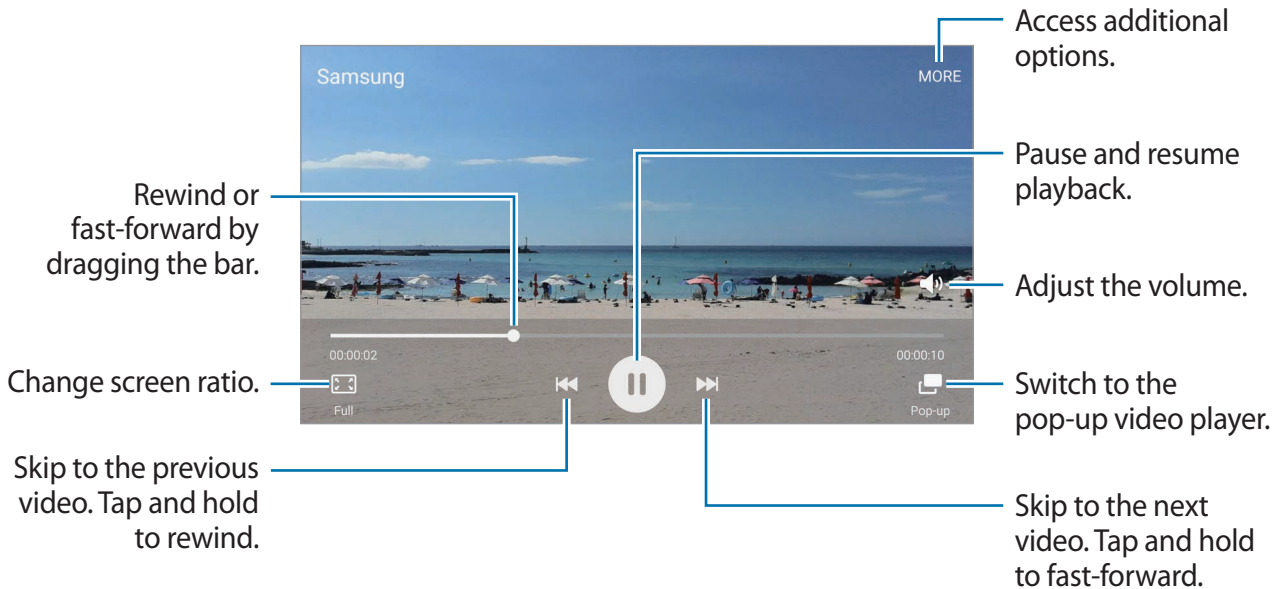 Access additional
options.
Samsung
MORE
Pause and resume
playback.
Rewind or
fast-forward by
dragging the bar.
Adjust the volume.
00:00:02
00:00:10
Change screen ratio.
Full
Pop-up
Switch to the
pop-up video player.
Skip to the previous
video. Tap and hold
to rewind.
Skip to the next
video. Tap and hold
to fast-forward.